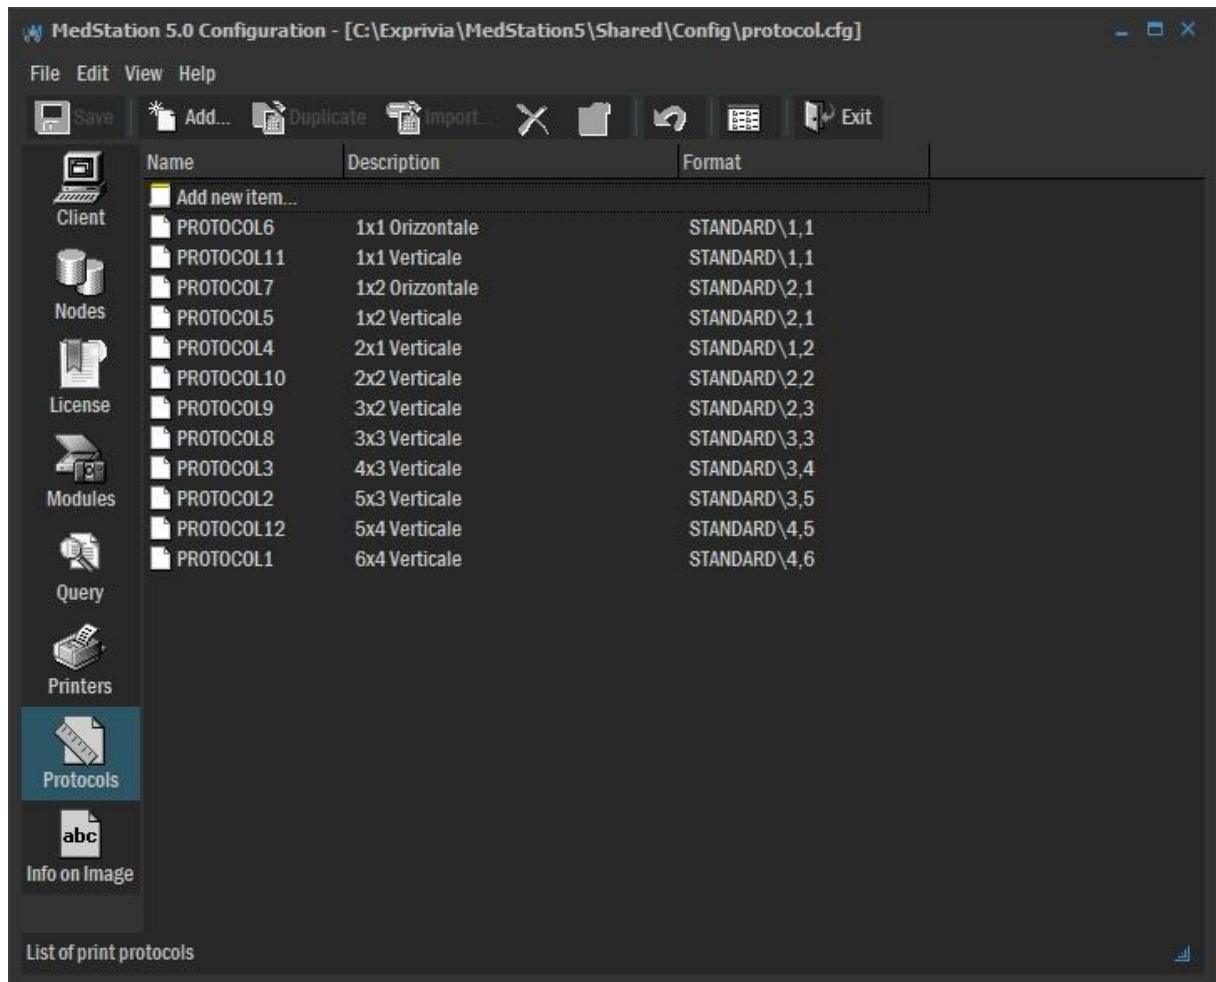 MedStation 5.0 Configuration - [C:\Exprivia\MedStation5\Shared\Config\protocol.cfg]
File Edit View Help
Save Add... Duplicate Import... Exit
Name Description Format
Client
Add new item...
PROTOCOL6 1x1 Orizzontale STANDARD\1,1
PROTOCOL11 1x1 Verticale STANDARD\1,1
PROTOCOL7 1x2 Orizzontale STANDARD\2,1
Nodes
PROTOCOL5 1x2 Verticale STANDARD\2,1
PROTOCOL4 2x1 Verticale STANDARD\1,2
PROTOCOL10 2x2 Verticale STANDARD\2,2
License
PROTOCOL9 3x2 Verticale STANDARD\2,3
PROTOCOL8 3x3 Verticale STANDARD\3,3
PROTOCOL3 4x3 Verticale STANDARD\3,4
Modules
PROTOCOL2 5x3 Verticale STANDARD\3,5
PROTOCOL12 5x4 Verticale STANDARD\4,5
PROTOCOL1 6x4 Verticale STANDARD\4,6
Query
Printers
Protocols
abc
Info on Image
List of print protocols